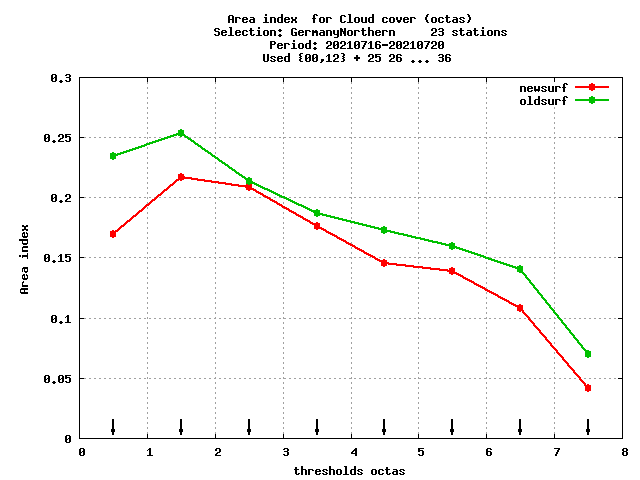 Area index  for Cloud cover (octas)
Selection: GermanyNorthern     23 stations
Period: 20210716-20210720
Used {00,12} + 25 26 ... 36
newsurf
oldsurf
0.3
0.25
0.2
0.15
0.1
0.05
0
Area index
0 1 2 3 4 5 6 7 8
thresholds octas